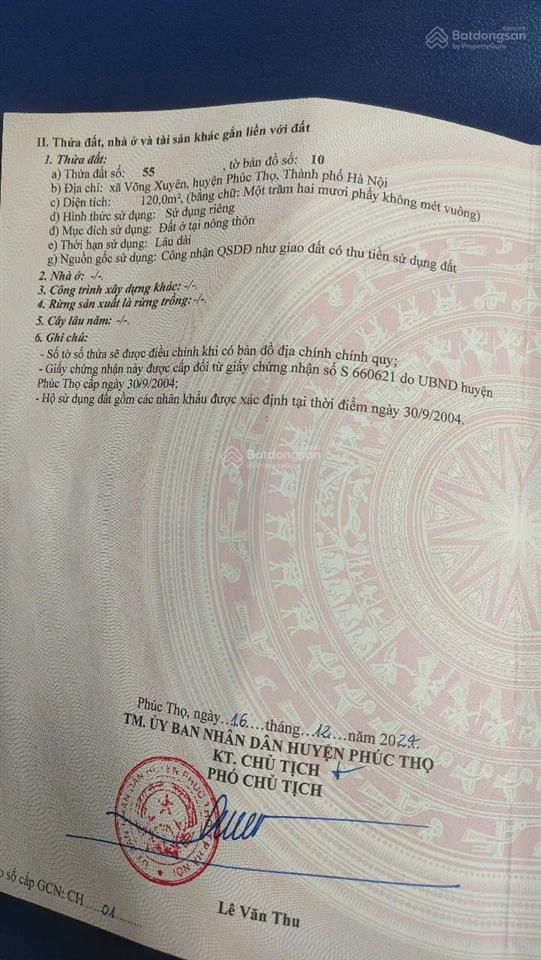 Batdongsan
by PropertyGuru
II. Thửa đất, nhà ở và tài sản khác gắn liền với đất
1. Thửa đất:
a) Thửa đất số: 55 , tờ bản đồ số: 10
b) Địa chỉ: xã Võng Xuyên, huyện Phúc Thọ, Thành phố Hà Nội
c) Diện tích: 120,0m², (bằng chữ: Một trăm hai mươi phẩy không mét vuông)
d) Hình thức sử dụng: Sử dụng riêng
đ) Mục đích sử dụng: Đất ở tại nông thôn
e) Thời hạn sử dụng: Lâu dài
g) Nguồn gốc sử dụng: Công nhận QSDĐ như giao đất có thu tiền sử dụng đất
2. Nhà ở: -/-.
3. Công trình xây dựng khác: -/-.
4. Rừng sản xuất là rừng trồng: -/-.
5. Cây lâu năm: -/-.
6. Ghi chú:
- Số tờ số thửa sẽ được điều chỉnh khi có bản đồ địa chính chính quy;
- Giấy chứng nhận này được cấp đổi từ giấy chứng nhận số S 660621 do UBND huyện
Phúc Thọ cấp ngày 30/9/2004;
- Hộ sử dụng đất gồm các nhân khẩu được xác định tại thời điểm ngày 30/9/2004.
Batdongsan
by PropertyGuru
Phúc Thọ, ngày..16....tháng..12...năm 2024.
TM. ỦY BAN NHÂN DÂN HUYỆN PHÚC THỌ
KT. CHỦ TỊCH
PHÓ CHỦ TỊCH
Lê Văn Thu
số cấp GCN: CH.....01........